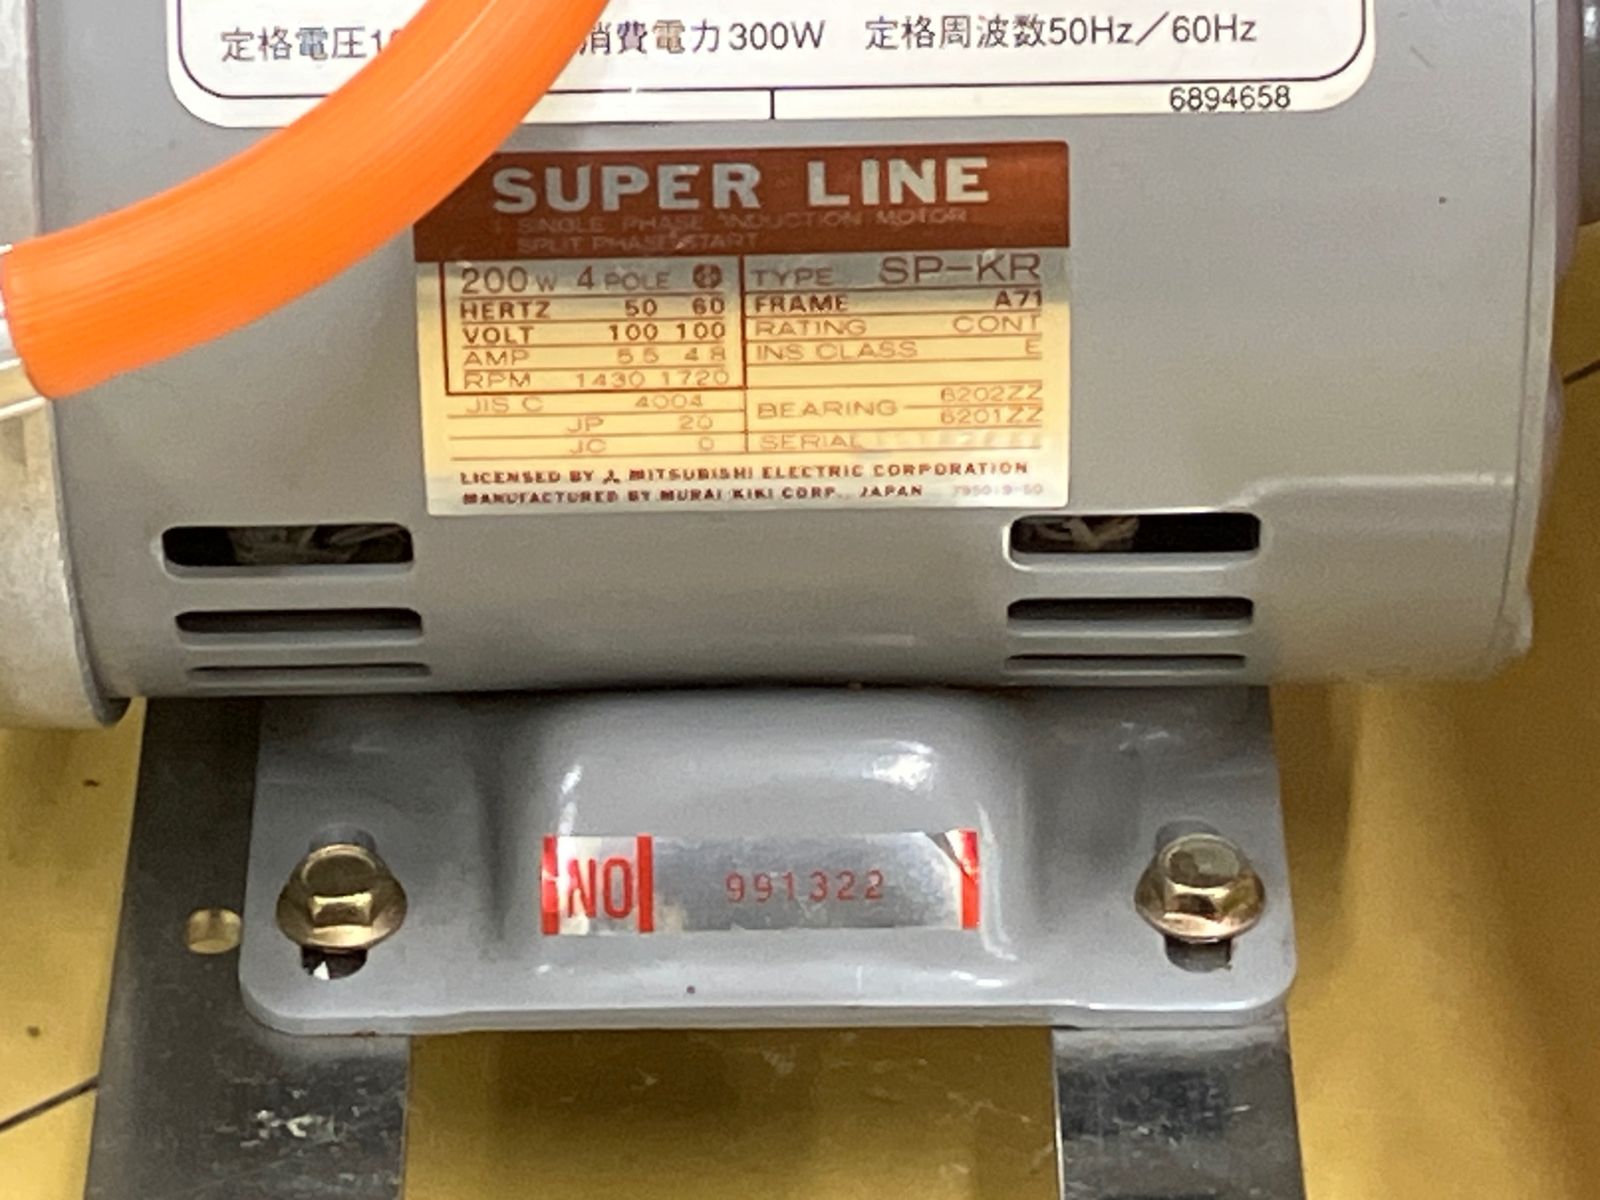 定格電圧1 消費電力300W 定格周波数50Hz／60Hz
6894658
SUPER LINE
1 SINGLE PHASE INDUCTION MOTOR
SPLIT PHASE START
200W 4 POLE
TYPE SP-KR
HERTZ 50 60
FRAME A71
VOLT 100 100
RATING CONT
AMP 5.5 4.8
INS CLASS E
RPM 1430 1720
JIS C 4004
BEARING 6202ZZ
6201ZZ
JP 20
JC 0
SERIAL
LICENSED BY MITSUBISHI ELECTRIC CORPORATION
MANUFACTURED BY MURAI KIKI CORP., JAPAN
NO 991322